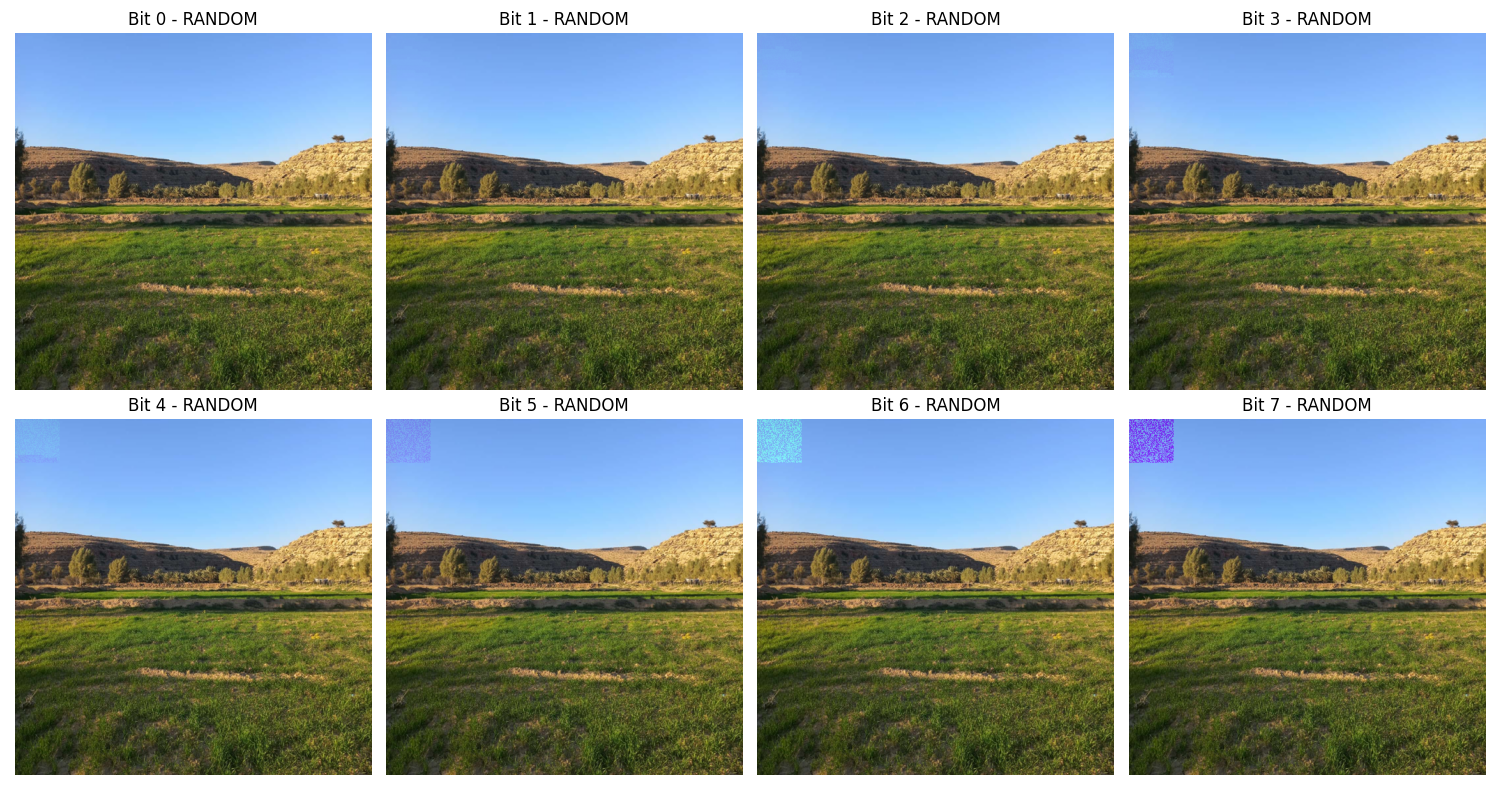 Bit 0 - RANDOM
Bit 1 - RANDOM
Bit 2 - RANDOM
Bit 3 - RANDOM
Bit 4 - RANDOM
Bit 5 - RANDOM
Bit 6 - RANDOM
Bit 7 - RANDOM